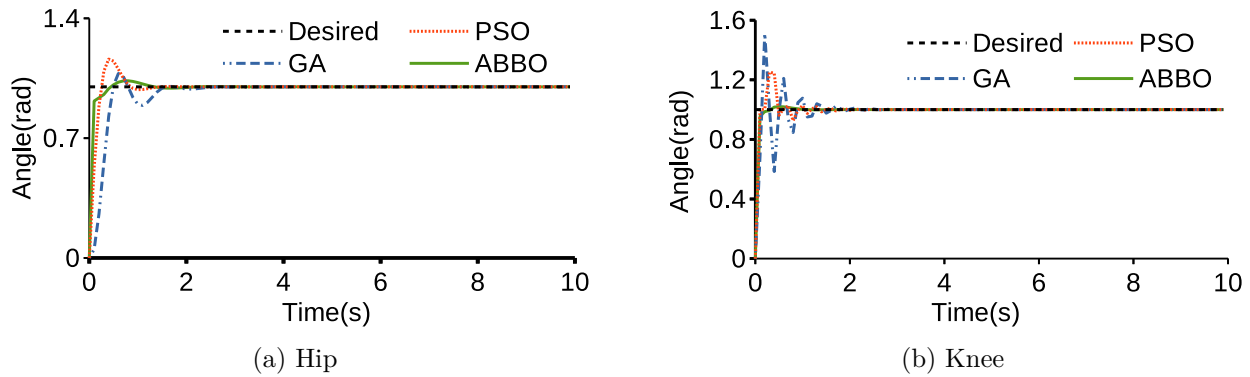 1.4
0.7
0
Angle(rad)
Desired
PSO
GA
ABBO
0 2 4 6 8 10
Time(s)
(a) Hip
1.6
1.2
0.8
0.4
0
Angle(rad)
Desired
PSO
GA
ABBO
0 2 4 6 8 10
Time(s)
(b) Knee